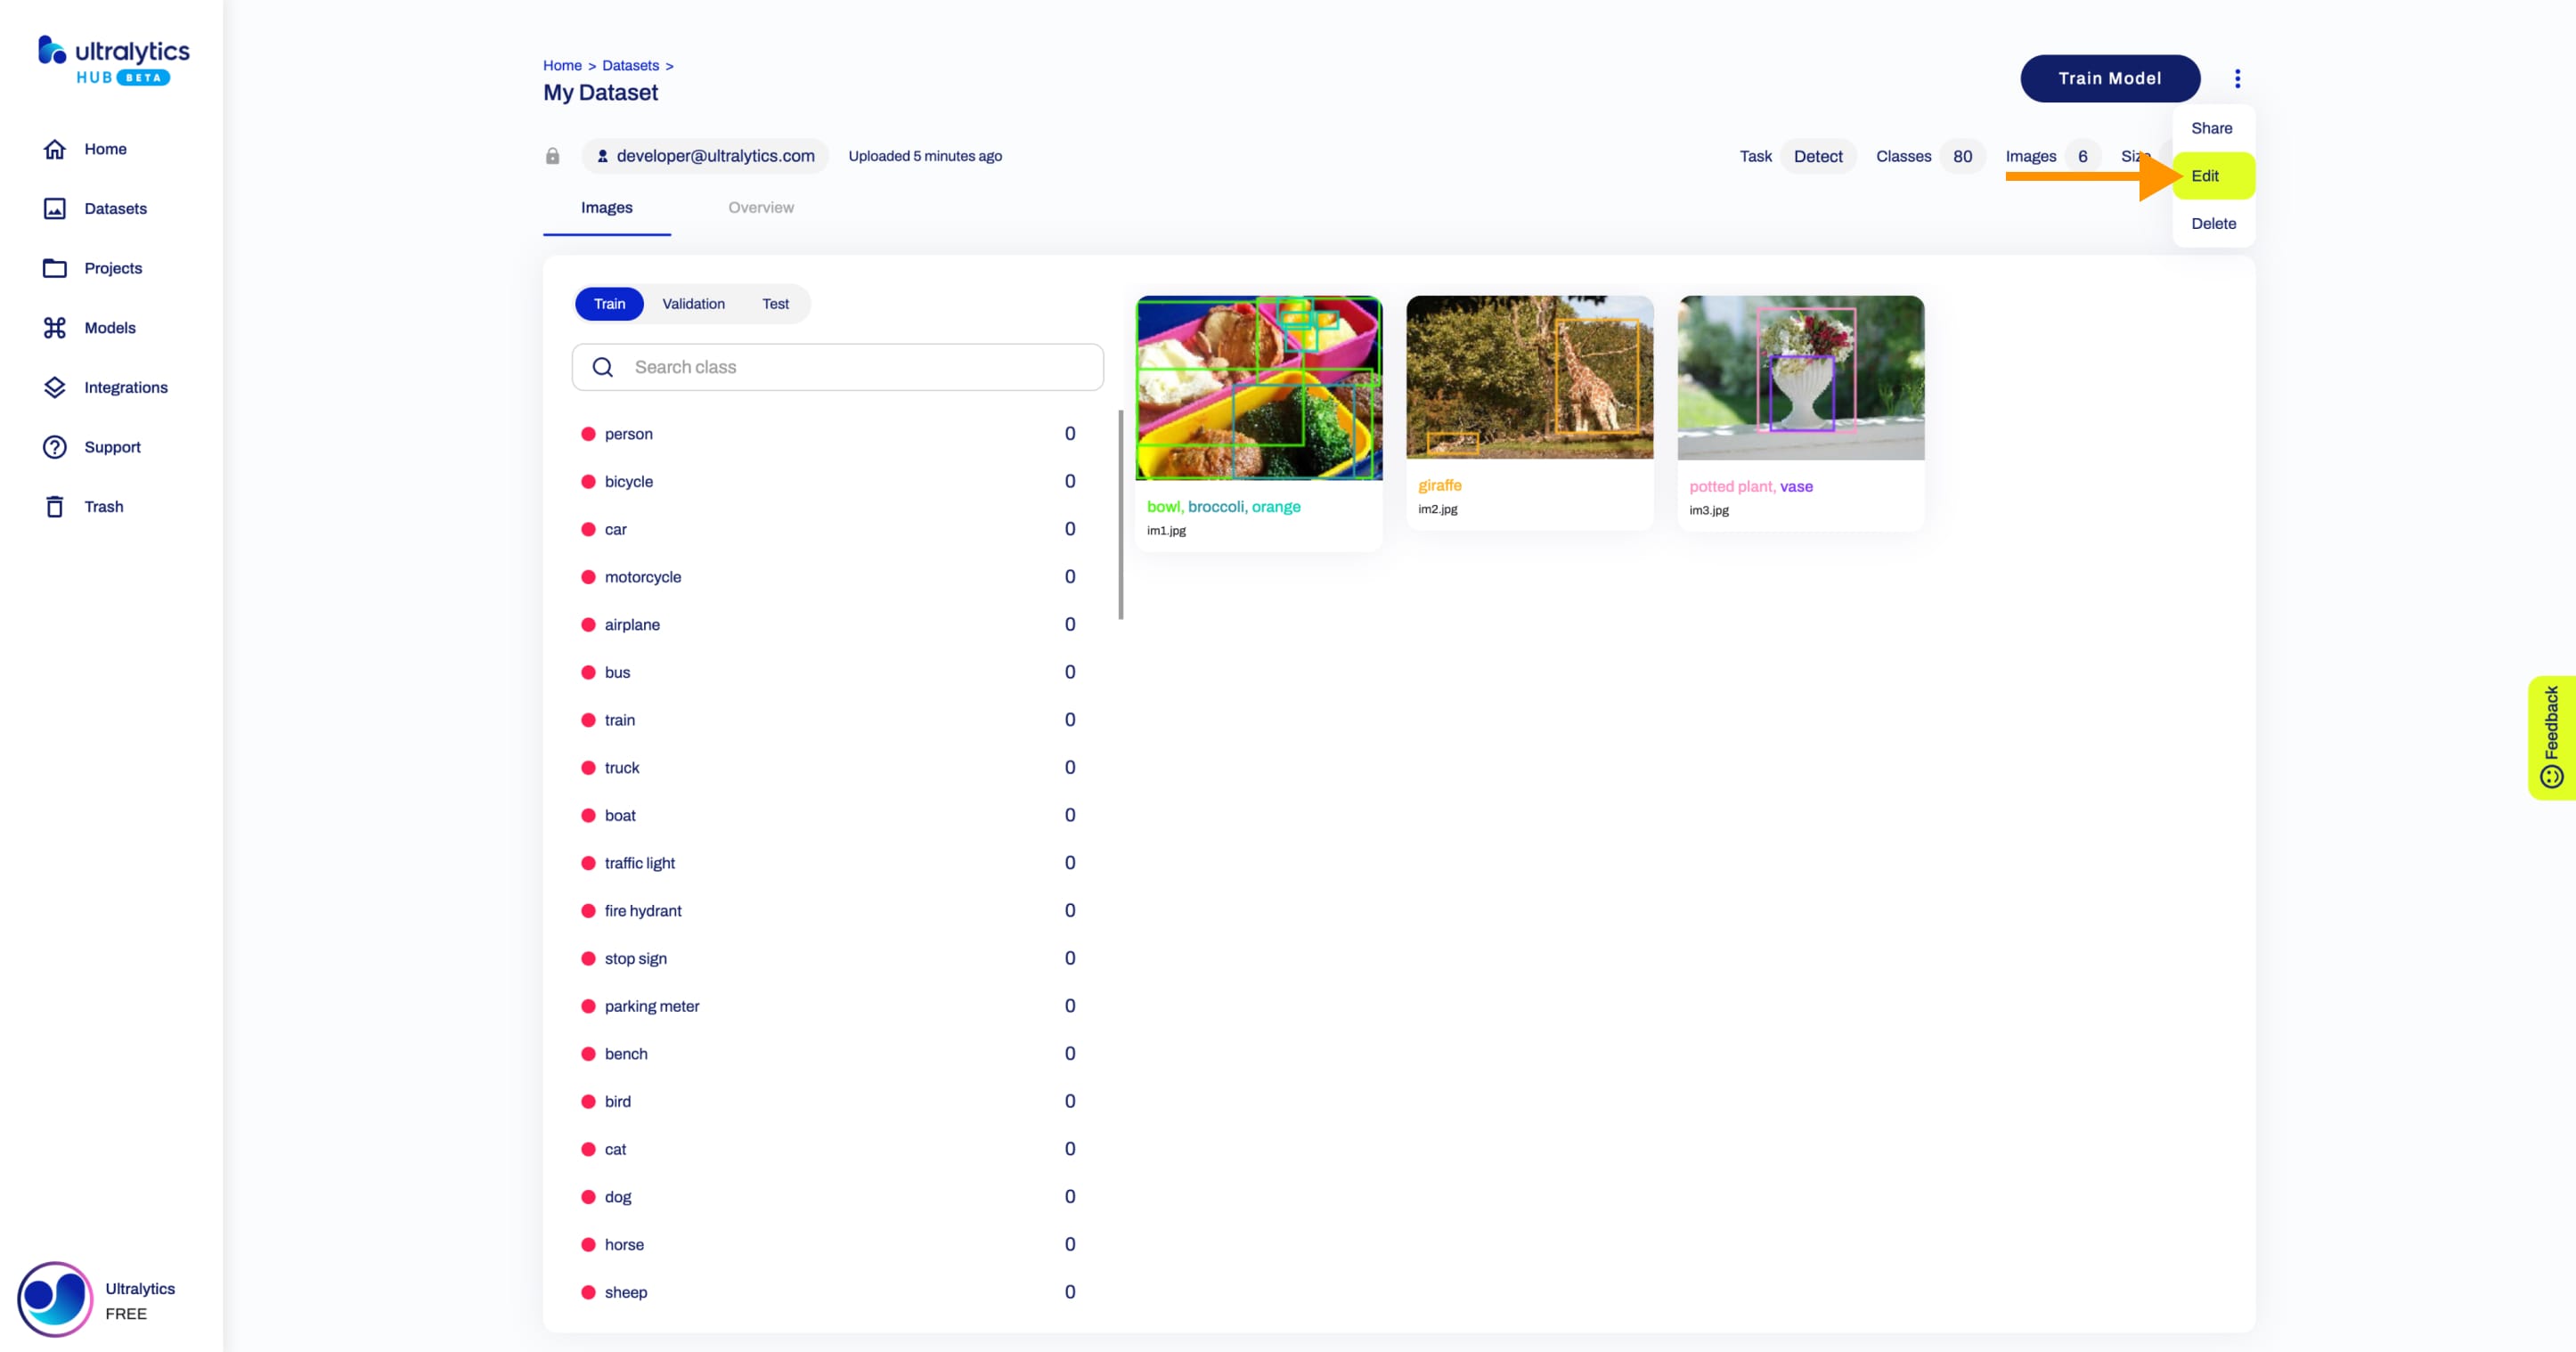 ultralytics
HUB BETA
Home
Datasets
Projects
Models
Integrations
Support
Trash
Ultralytics
FREE
Home > Datasets >
My Dataset
Train Model
developer@ultralytics.com
Uploaded 5 minutes ago
Task Detect Classes 80 Images 6
Share
Edit
Delete
Images Overview
Train Validation Test
Search class
person 0
bicycle 0
car 0
motorcycle 0
airplane 0
bus 0
train 0
truck 0
boat 0
traffic light 0
fire hydrant 0
stop sign 0
parking meter 0
bench 0
bird 0
cat 0
dog 0
horse 0
sheep 0
bowl, broccoli, orange
im1.jpg
giraffe
im2.jpg
potted plant, vase
im3.jpg
Feedback